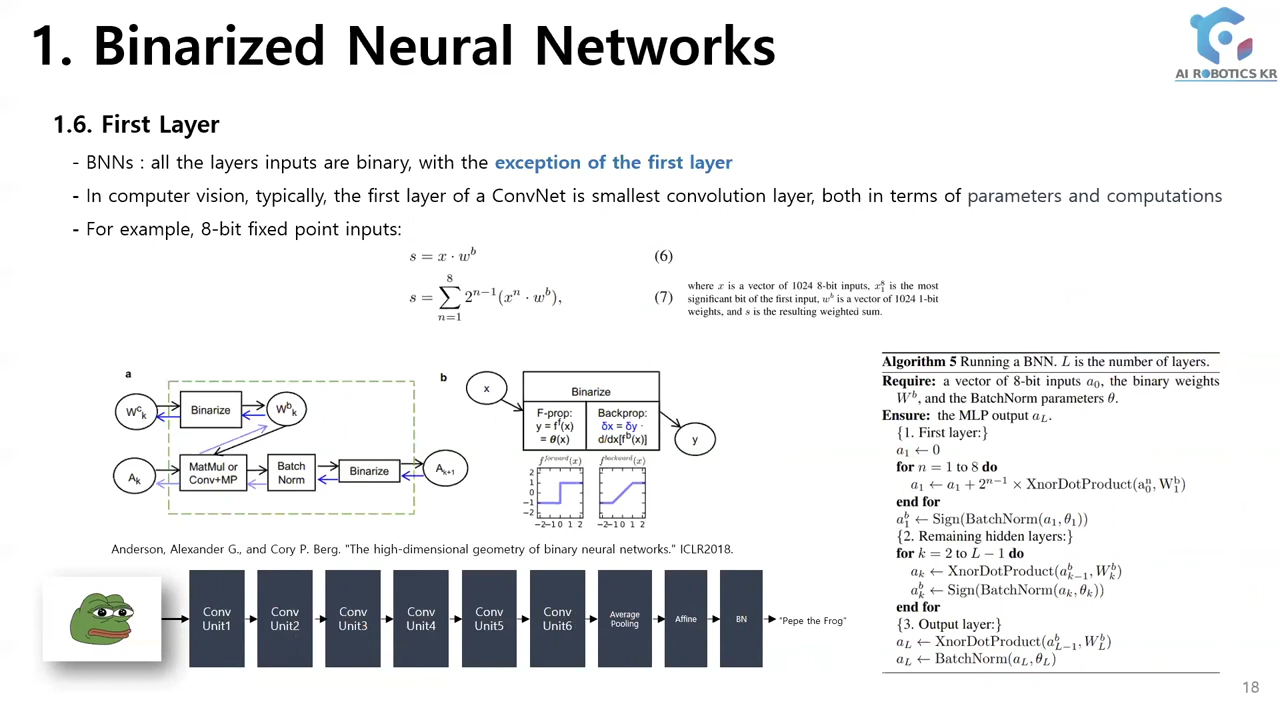 1. Binarized Neural Networks
AI ROBOTICS KR
1.6. First Layer
- BNNs : all the layers inputs are binary, with the exception of the first layer
- In computer vision, typically, the first layer of a ConvNet is smallest convolution layer, both in terms of parameters and computations
- For example, 8-bit fixed point inputs:
s = x · w^b, (6)
s = \sum_{n=1}^{8} 2^{n−1}(x^n · w^b), (7)
where x is a vector of 1024 8-bit inputs, x_1^8 is the most
significant bit of the first input, w^b is a vector of 1024 1-bit
weights, and s is the resulting weighted sum.
a
W^c_k
Binarize
W^b_k
A_k
MatMul or
Conv+MP
Batch
Norm
Binarize
A_{k+1}
b
x
Binarize
F-prop:
y = f^f(x)
= θ(x)
Backprop:
δx = δy ·
d/dx[f^b(x)]
y
f^{forward}(x)
2
1
0
−1
−2
−2−1 0 1 2
f^{backward}(x)
−2−1 0 1 2
Anderson, Alexander G., and Cory P. Berg. "The high-dimensional geometry of binary neural networks." ICLR2018.
Conv
Unit1
Conv
Unit2
Conv
Unit3
Conv
Unit4
Conv
Unit5
Conv
Unit6
Average
Pooling
Affine
BN
"Pepe the Frog"
Algorithm 5 Running a BNN. L is the number of layers.
Require: a vector of 8-bit inputs a_0, the binary weights
W^b, and the BatchNorm parameters θ.
Ensure: the MLP output a_L.
{1. First layer:}
a_1 ← 0
for n = 1 to 8 do
a_1 ← a_1 + 2^{n−1} × XnorDotProduct(a_0^n, W_1^b)
end for
a_1^b ← Sign(BatchNorm(a_1, θ_1))
{2. Remaining hidden layers:}
for k = 2 to L − 1 do
a_k ← XnorDotProduct(a_{k−1}^b, W_k^b)
a_k^b ← Sign(BatchNorm(a_k, θ_k))
end for
{3. Output layer:}
a_L ← XnorDotProduct(a_{L−1}^b, W_L^b)
a_L ← BatchNorm(a_L, θ_L)
18